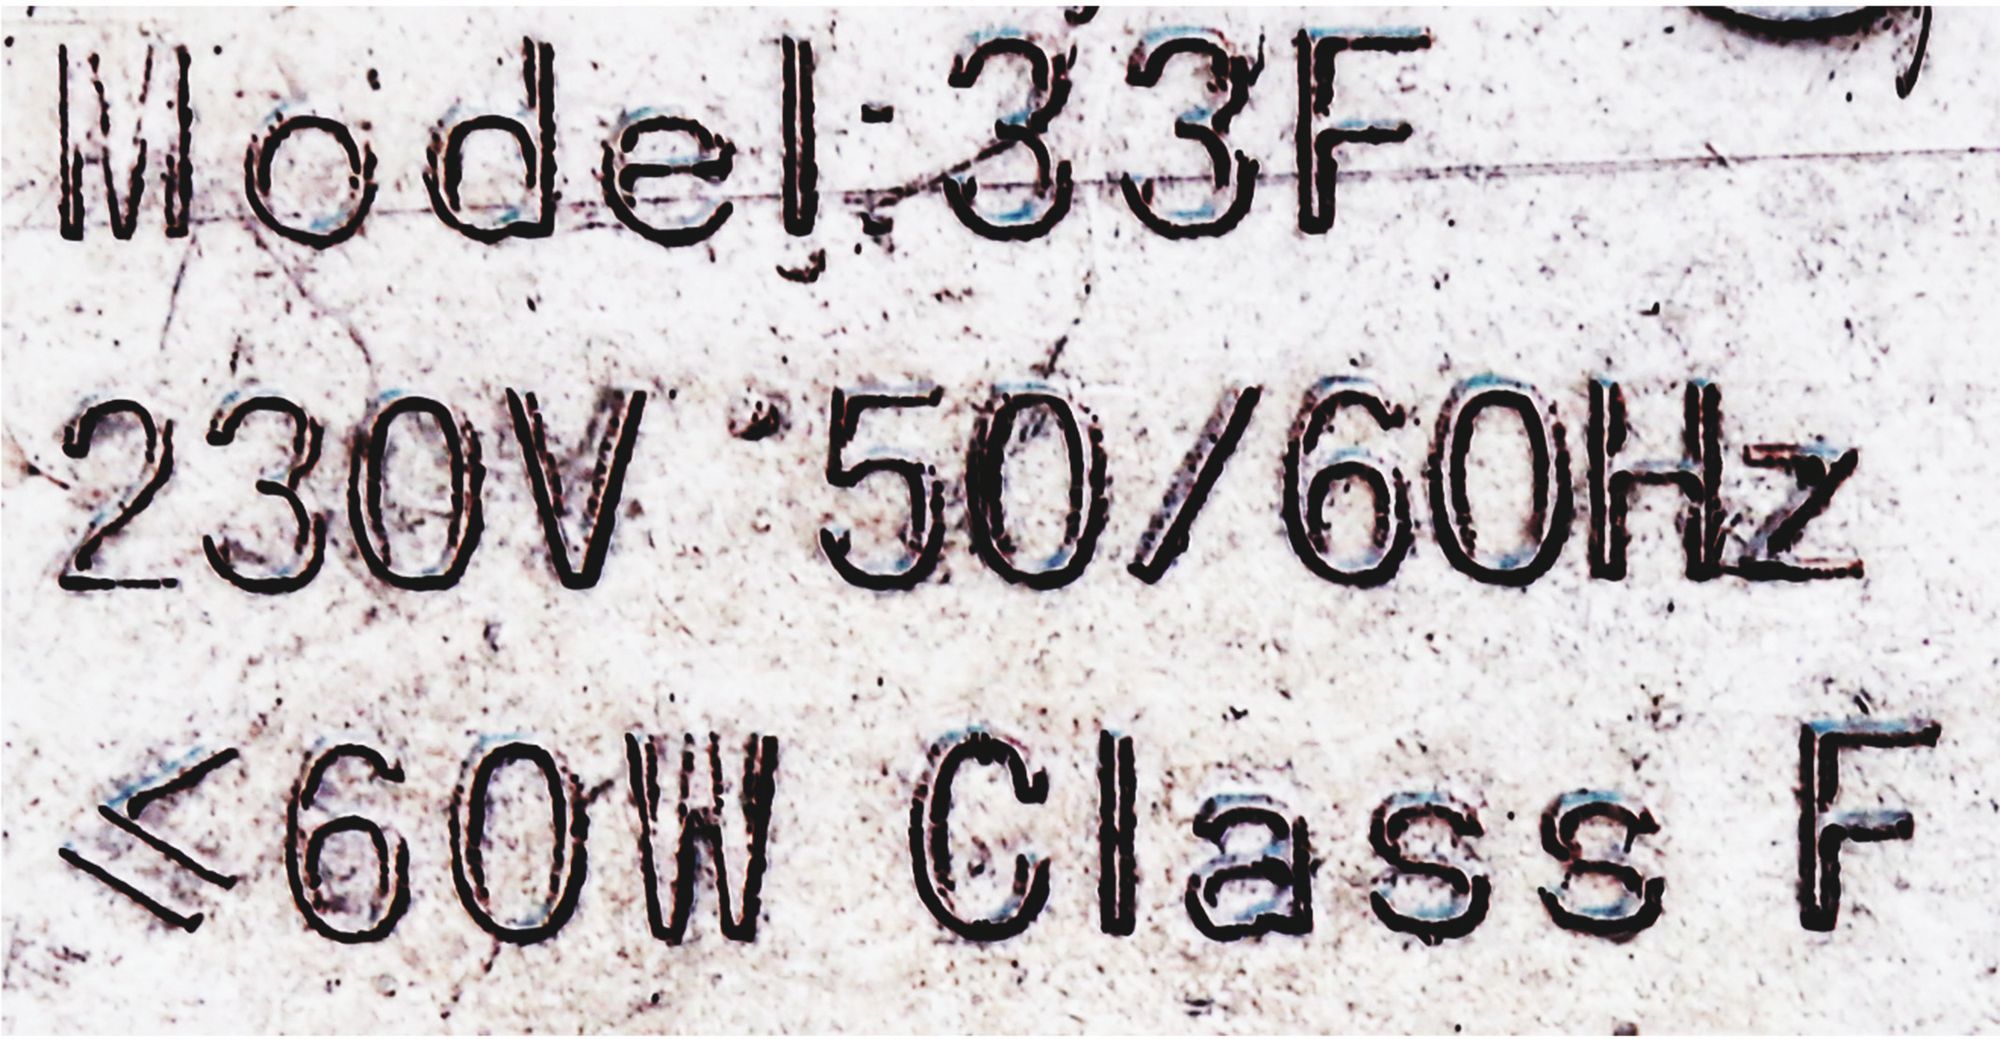 Model:33F
230V 50/60Hz
⩽60W Class F